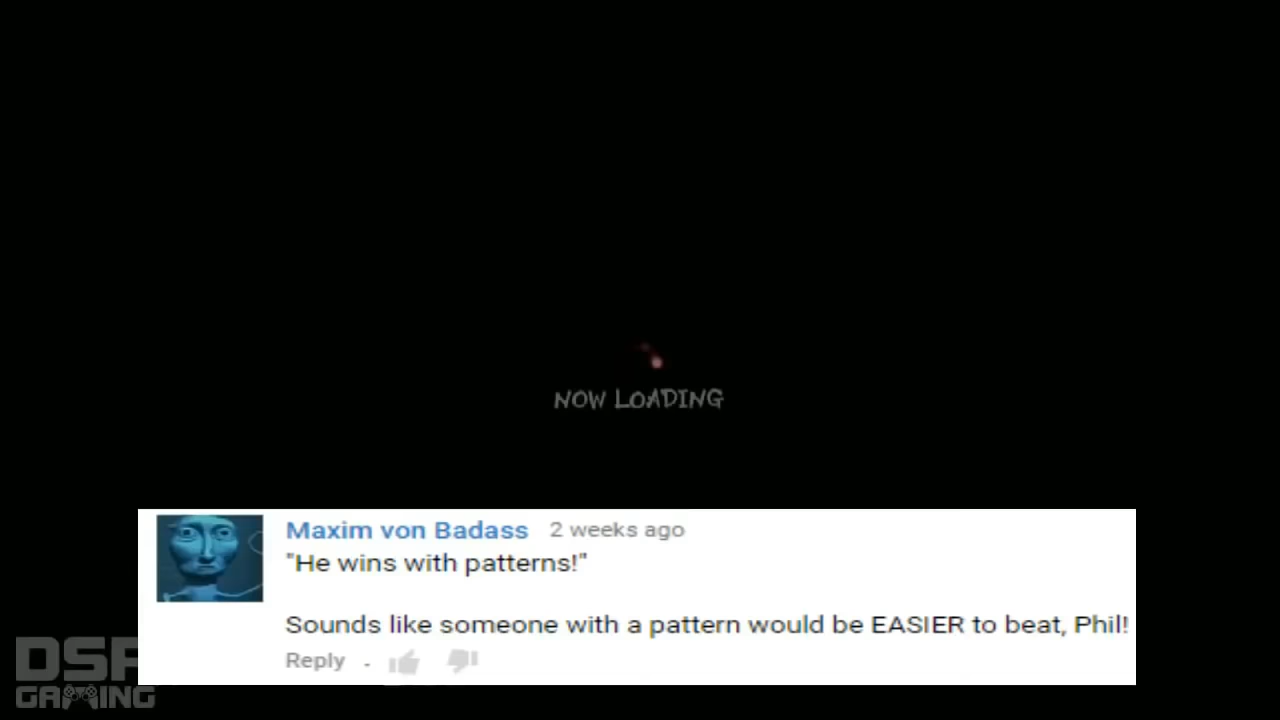 NOW LOADING
Maxim von Badass 2 weeks ago
"He wins with patterns!"
Sounds like someone with a pattern would be EASIER to beat, Phil!
Reply .
DSP
GAMING